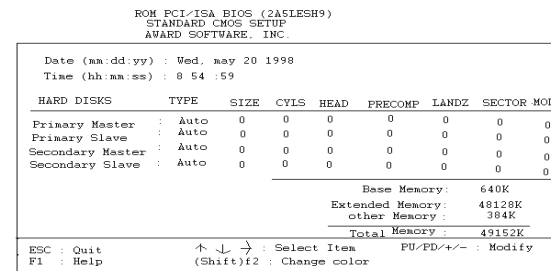 ROM PCI/ISA BIOS (2A5LESH9)
STANDARD CMOS SETUP
AWARD SOFTWARE, INC.
Date (mm:dd:yy) : Wed, may 20 1998
Time (hh:mm:ss) : 8 54 :59
HARD DISKS TYPE SIZE CYLS HEAD PRECOMP LANDZ SECTOR MOD
Primary Master : Auto 0 0 0 0 0 0 0
Primary Slave : Auto 0 0 0 0 0 0 0
Secondary Master : Auto 0 0 0 0 0 0 0
Secondary Slave : Auto 0 0 0 0 0 0 0
Base Memory: 640K
Extended Memory: 48128K
other Memory : 384K
Total Memory : 49152K
ESC : Quit ↑ ↓ → : Select Item PU/PD/+/- : Modify
F1 : Help (Shift)f2 : Change color